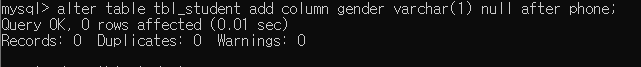 mysql> alter table tbl_student add column gender varchar(1) null after phone;
Query OK, 0 rows affected (0.01 sec)
Records: 0  Duplicates: 0  Warnings: 0